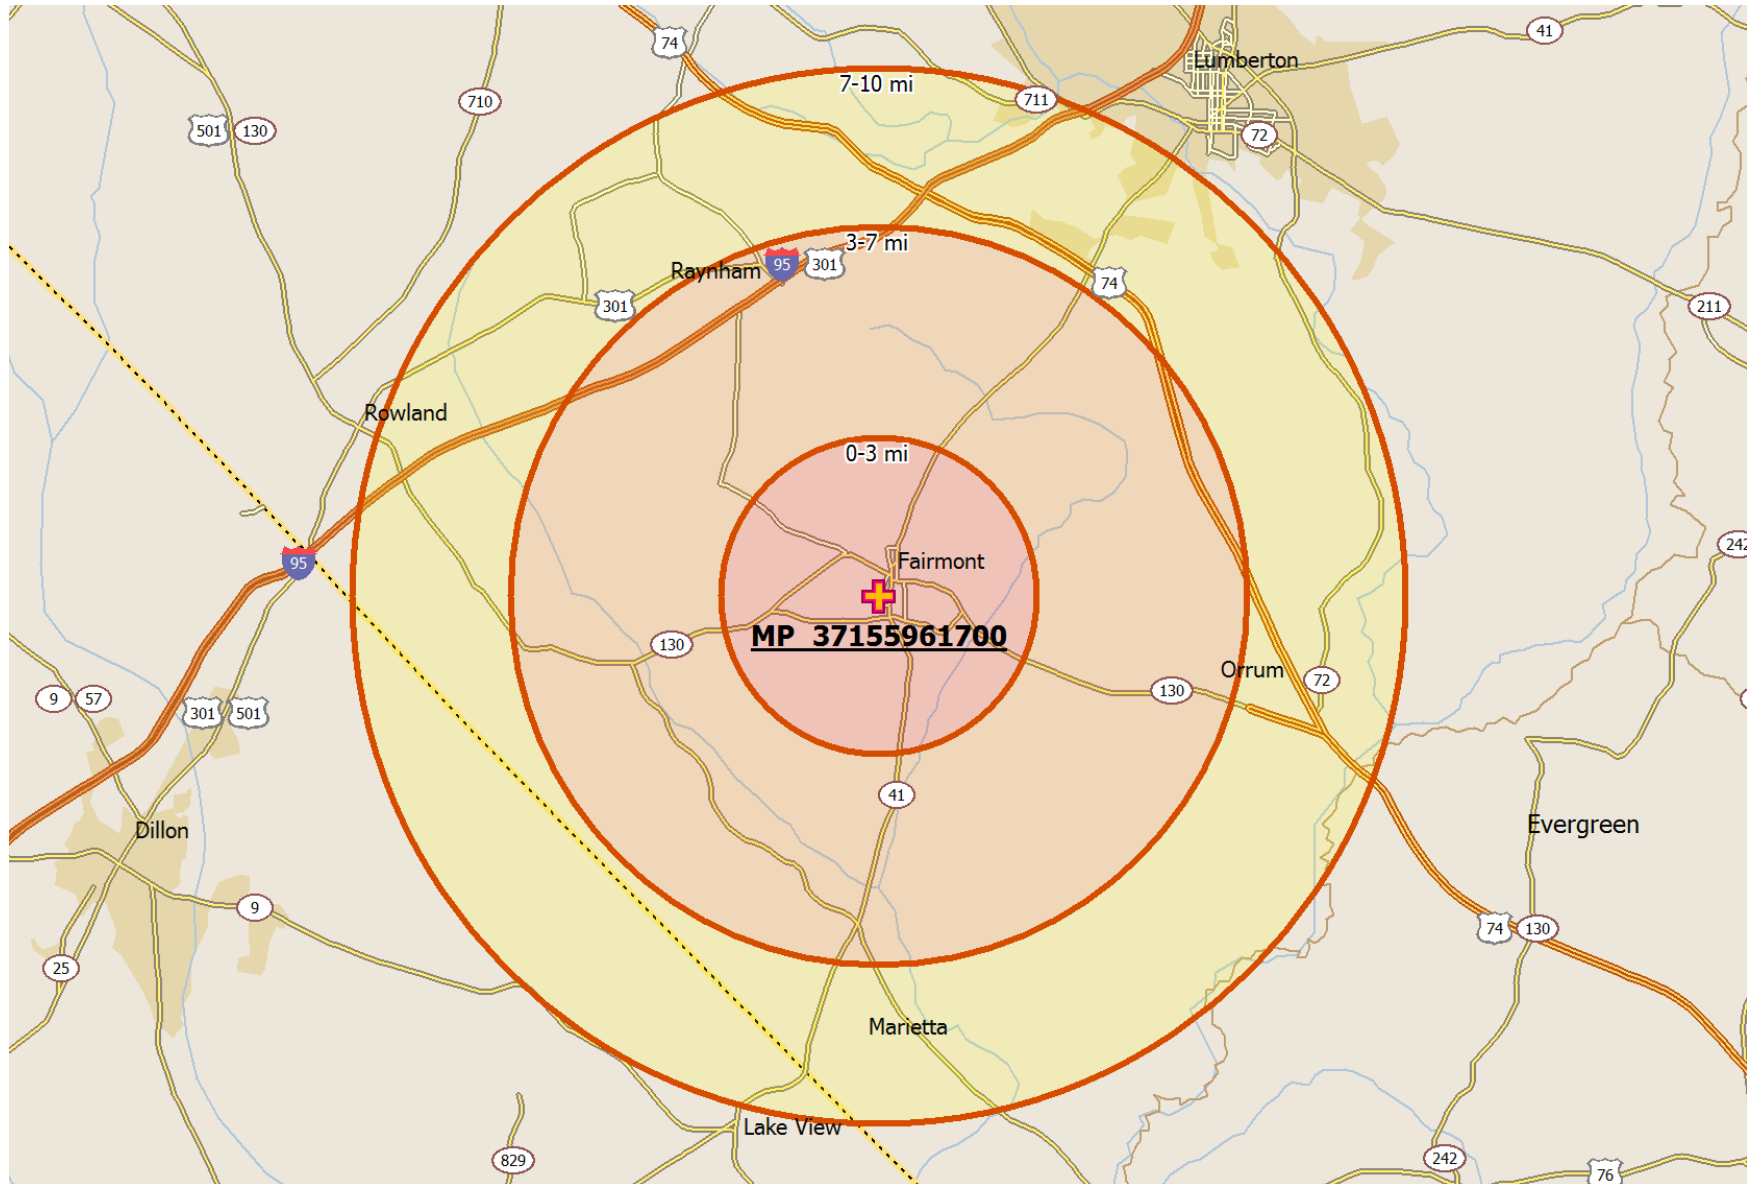 74
41
Lumberton
7-10 mi
710
711
501
130
72
3-7 mi
Raynham
95
301
74
301
211
Rowland
0-3 mi
242
95
Fairmont
MP 37155961700
130
Orrum
72
130
9
57
301
501
41
Dillon
Evergreen
9
74
130
25
Marietta
Lake View
829
242
76